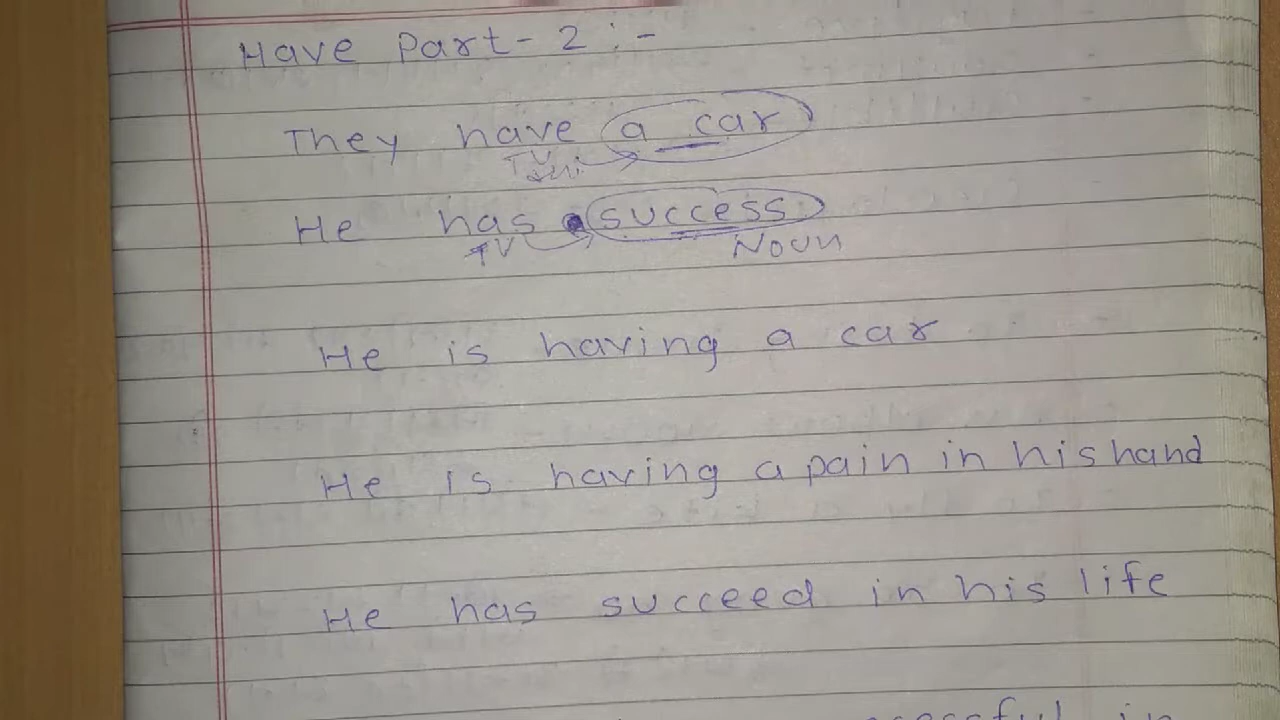 Have Part-2 :-
They have a car
TV
He has success
TV Noun
He is having a car
He is having a pain in his hand
He has succeed in his life
in